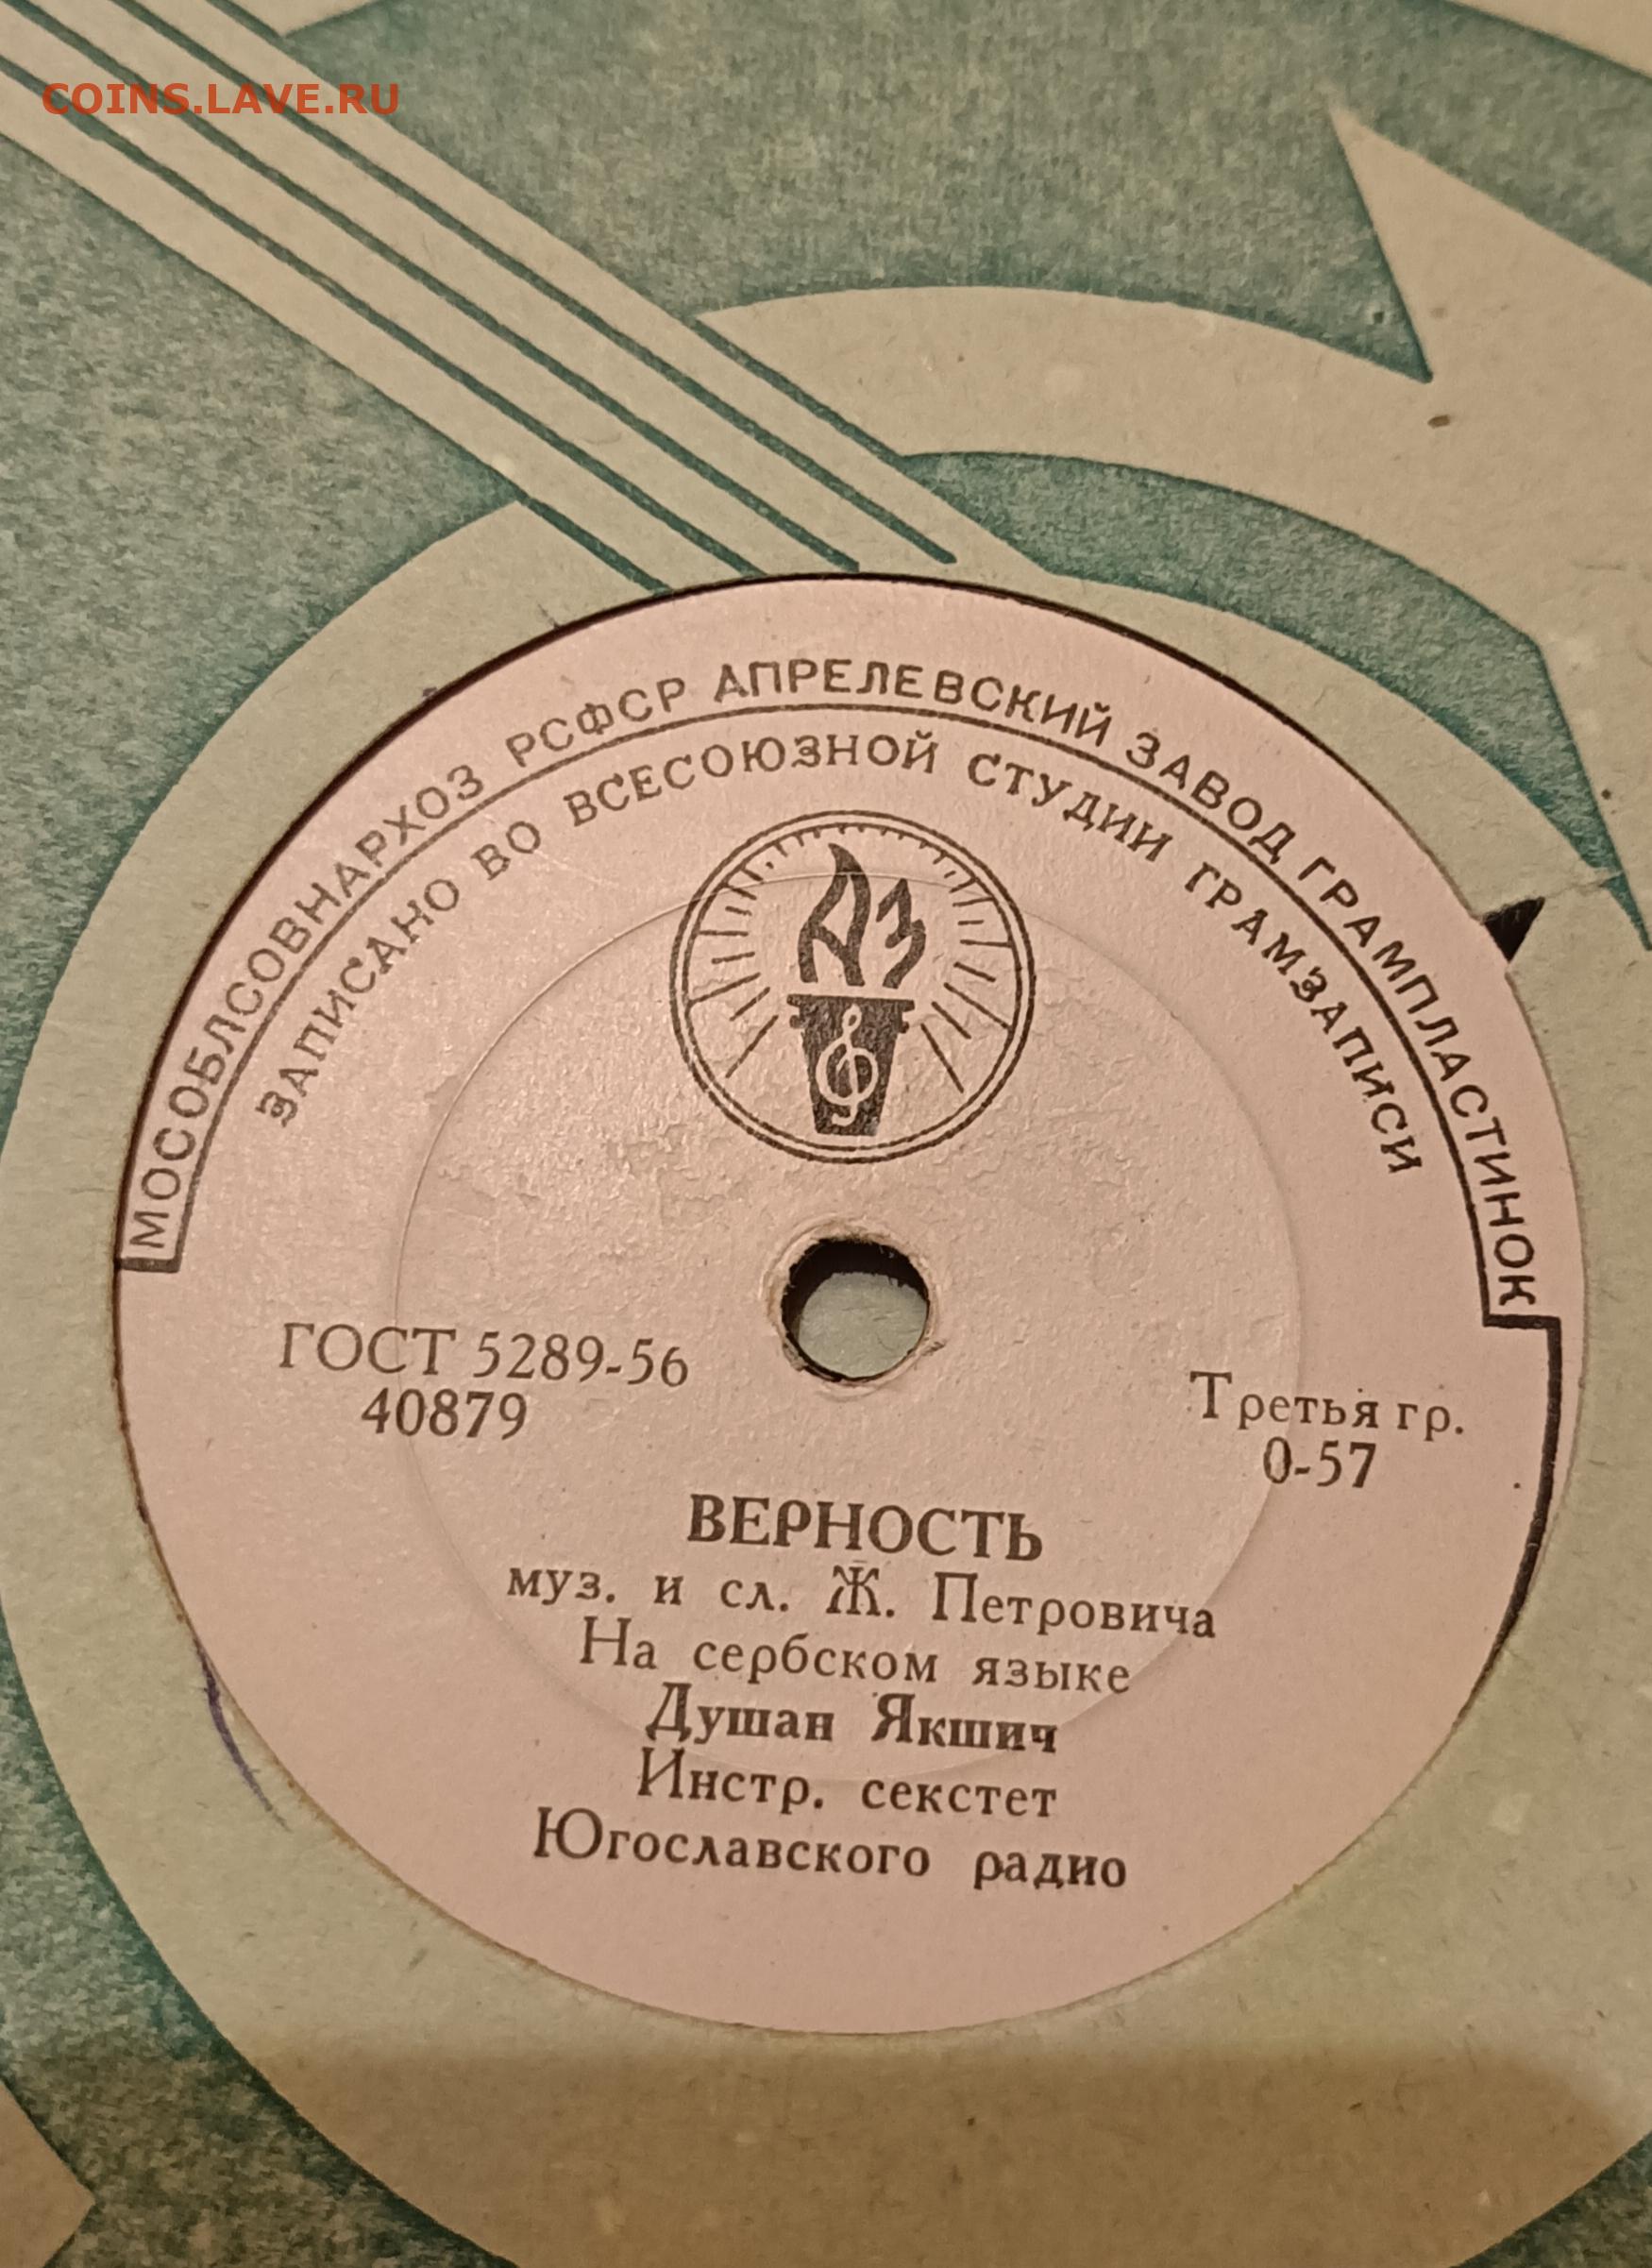 COINS.LAVE.RU
МОСОБЛСОВНАРХОЗ РСФСР АПРЕЛЕВСКИЙ ЗАВОД ГРАМПЛАСТИНОК
ЗАПИСАНО ВО ВСЕСОЮЗНОЙ СТУДИИ ГРАМЗАПИСИ
АЗ
ГОСТ 5289-56
40879
Третья гр.
0-57
ВЕРНОСТЬ
муз. и сл. Ж. Петровича
На сербском языке
Душан Якшич
Инстр. секстет
Югославского радио